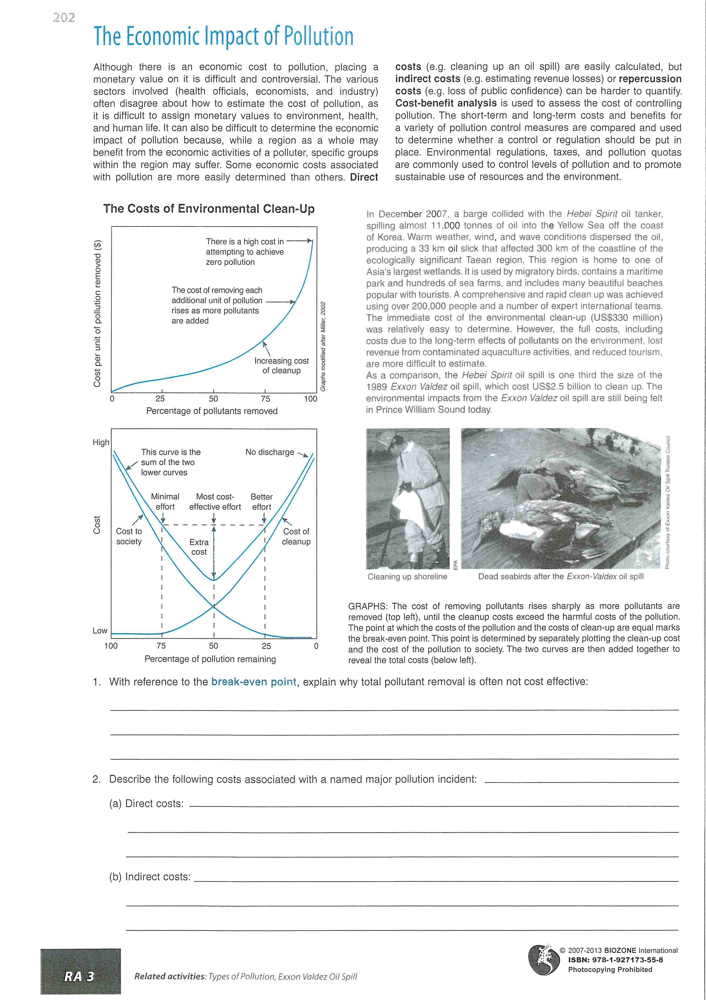 202
The Economic Impact of Pollution
Although there is an economic cost to pollution, placing a
monetary value on it is difficult and controversial. The various
sectors involved (health officials, economists, and industry)
often disagree about how to estimate the cost of pollution, as
it is difficult to assign monetary values to environment, health,
and human life. It can also be difficult to determine the economic
impact of pollution because, while a region as a whole may
benefit from the economic activities of a polluter, specific groups
within the region may suffer. Some economic costs associated
with pollution are more easily determined than others. Direct
costs (e.g. cleaning up an oil spill) are easily calculated, but
indirect costs (e.g. estimating revenue losses) or repercussion
costs (e.g. loss of public confidence) can be harder to quantify.
Cost-benefit analysis is used to assess the cost of controlling
pollution. The short-term and long-term costs and benefits for
a variety of pollution control measures are compared and used
to determine whether a control or regulation should be put in
place. Environmental regulations, taxes, and pollution quotas
are commonly used to control levels of pollution and to promote
sustainable use of resources and the environment.
The Costs of Environmental Clean-Up
Cost per unit of pollution removed ($)
There is a high cost in
attempting to achieve
zero pollution
The cost of removing each
additional unit of pollution
rises as more pollutants
are added
Increasing cost
of cleanup
0 25 50 75 100
Percentage of pollutants removed
Graphs modified after Miller, 2002
High
Cost
Low
This curve is the
sum of the two
lower curves
No discharge
Minimal
effort
Most cost-
effective effort
Better
effort
Cost to
society
Extra
cost
Cost of
cleanup
100 75 50 25 0
Percentage of pollution remaining
In December 2007, a barge collided with the Hebei Spirit oil tanker,
spilling almost 11,000 tonnes of oil into the Yellow Sea off the coast
of Korea. Warm weather, wind, and wave conditions dispersed the oil,
producing a 33 km oil slick that affected 300 km of the coastline of the
ecologically significant Taean region. This region is home to one of
Asia's largest wetlands. It is used by migratory birds, contains a maritime
park and hundreds of sea farms, and includes many beautiful beaches
popular with tourists. A comprehensive and rapid clean up was achieved
using over 200,000 people and a number of expert international teams.
The immediate cost of the environmental clean-up (US$330 million)
was relatively easy to determine. However, the full costs, including
costs due to the long-term effects of pollutants on the environment, lost
revenue from contaminated aquaculture activities, and reduced tourism,
are more difficult to estimate.
As a comparison, the Hebei Spirit oil spill is one third the size of the
1989 Exxon Valdez oil spill, which cost US$2.5 billion to clean up. The
environmental impacts from the Exxon Valdez oil spill are still being felt
in Prince William Sound today.
EPA
Photo courtesy of Exxon Valdez Oil Spill Trustee Council
Cleaning up shoreline
Dead seabirds after the Exxon-Valdex oil spill
GRAPHS: The cost of removing pollutants rises sharply as more pollutants are
removed (top left), until the cleanup costs exceed the harmful costs of the pollution.
The point at which the costs of the pollution and the costs of clean-up are equal marks
the break-even point. This point is determined by separately plotting the clean-up cost
and the cost of the pollution to society. The two curves are then added together to
reveal the total costs (below left).
1. With reference to the break-even point, explain why total pollutant removal is often not cost effective:
2. Describe the following costs associated with a named major pollution incident:
(a) Direct costs:
(b) Indirect costs:
RA 3
Related activities: Types of Pollution, Exxon Valdez Oil Spill
© 2007-2013 BIOZONE International
ISBN: 978-1-927173-55-8
Photocopying Prohibited